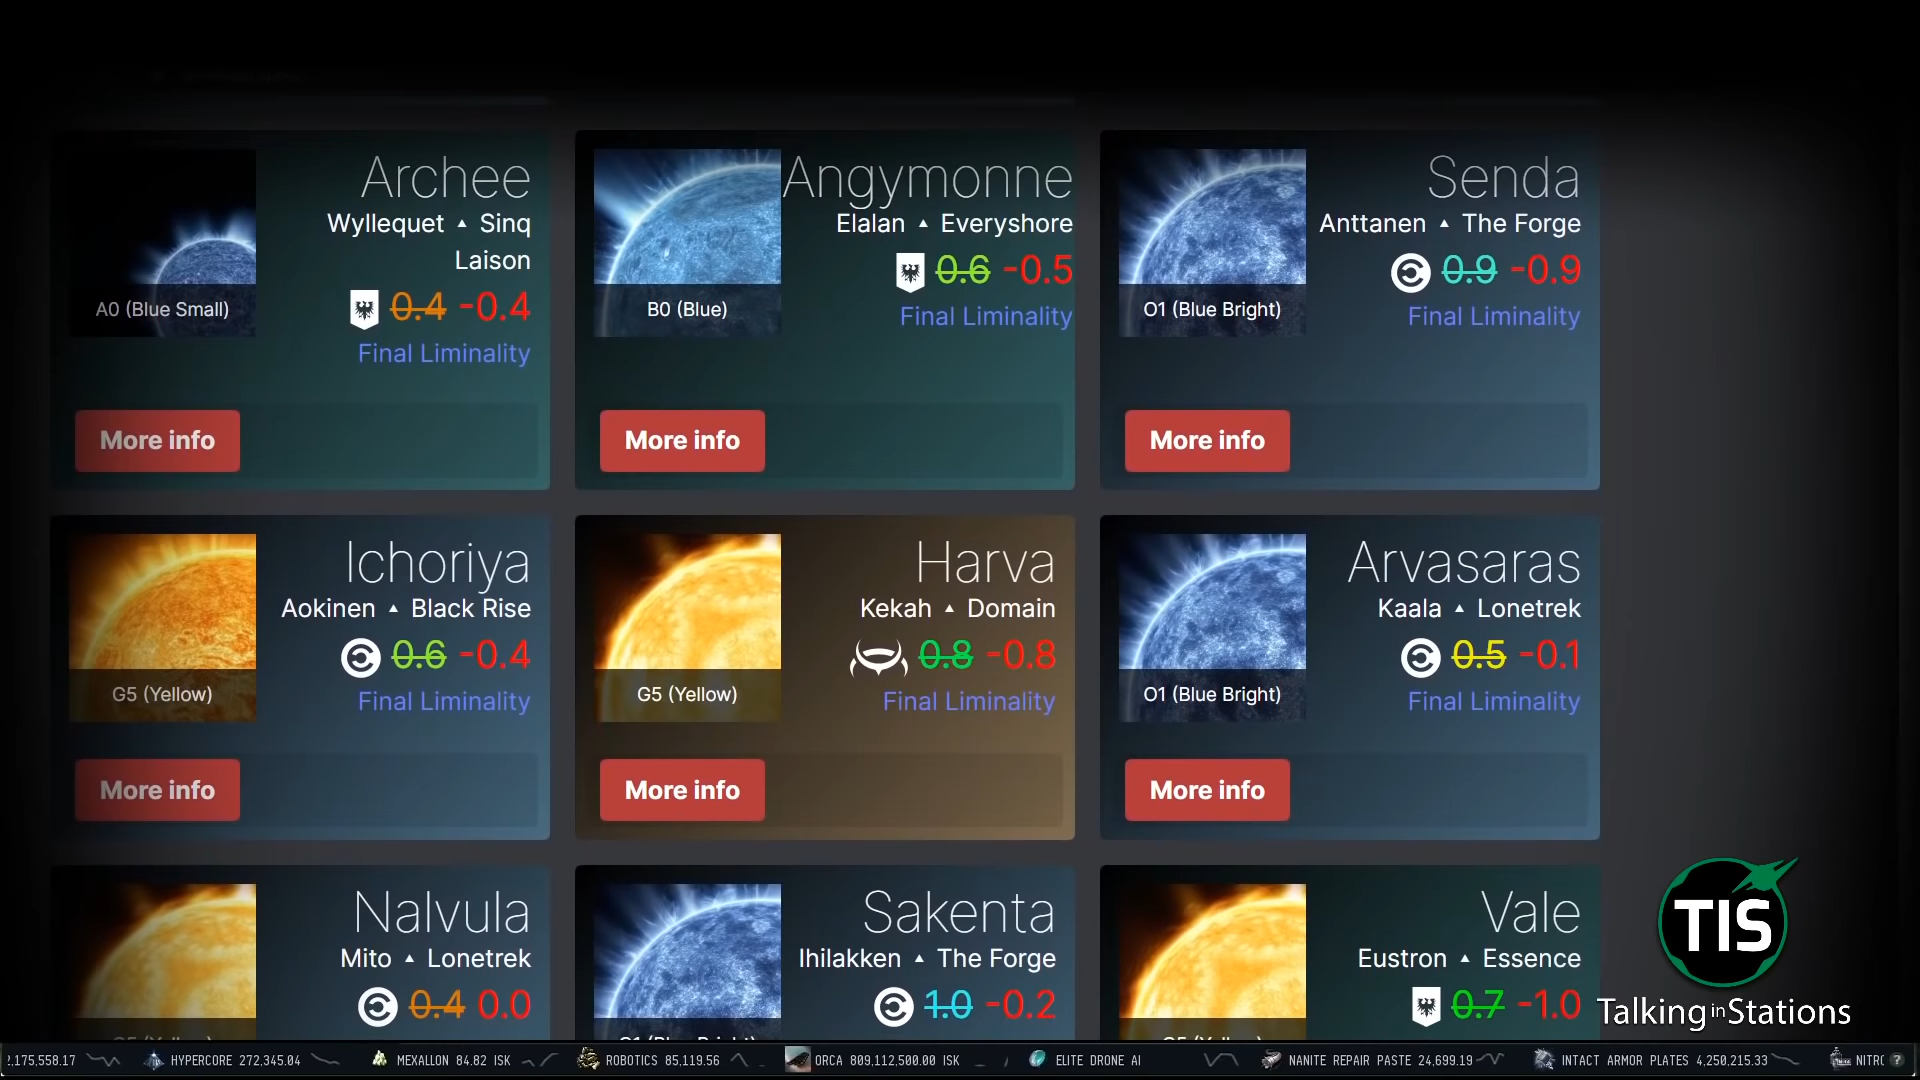 Archee
Wyllequet ▲ Sinq
Laison
0.4 -0.4
Final Liminality
A0 (Blue Small)
More info
Angymonne
Elalan ▲ Everyshore
0.6 -0.5
Final Liminality
B0 (Blue)
More info
Senda
Anttanen ▲ The Forge
0.9 -0.9
Final Liminality
O1 (Blue Bright)
More info
Ichoriya
Aokinen ▲ Black Rise
0.6 -0.4
Final Liminality
G5 (Yellow)
More info
Harva
Kekah ▲ Domain
0.8 -0.8
Final Liminality
G5 (Yellow)
More info
Arvasaras
Kaala ▲ Lonetrek
0.5 -0.1
Final Liminality
O1 (Blue Bright)
More info
Nalvula
Mito ▲ Lonetrek
0.4 0.0
Sakenta
Ihilakken ▲ The Forge
1.0 -0.2
Vale
Eustron ▲ Essence
0.7 -1.0
TIS
Talking in Stations
2,175,558.17 HYPERCORE 272,345.04 MEXALLON 84.82 ISK ROBOTICS 85,119.56 ORCA 809,112,500.00 ISK ELITE DRONE AI NANITE REPAIR PASTE 24,699.19 INTACT ARMOR PLATES 4,250,215.33 NITRO ?